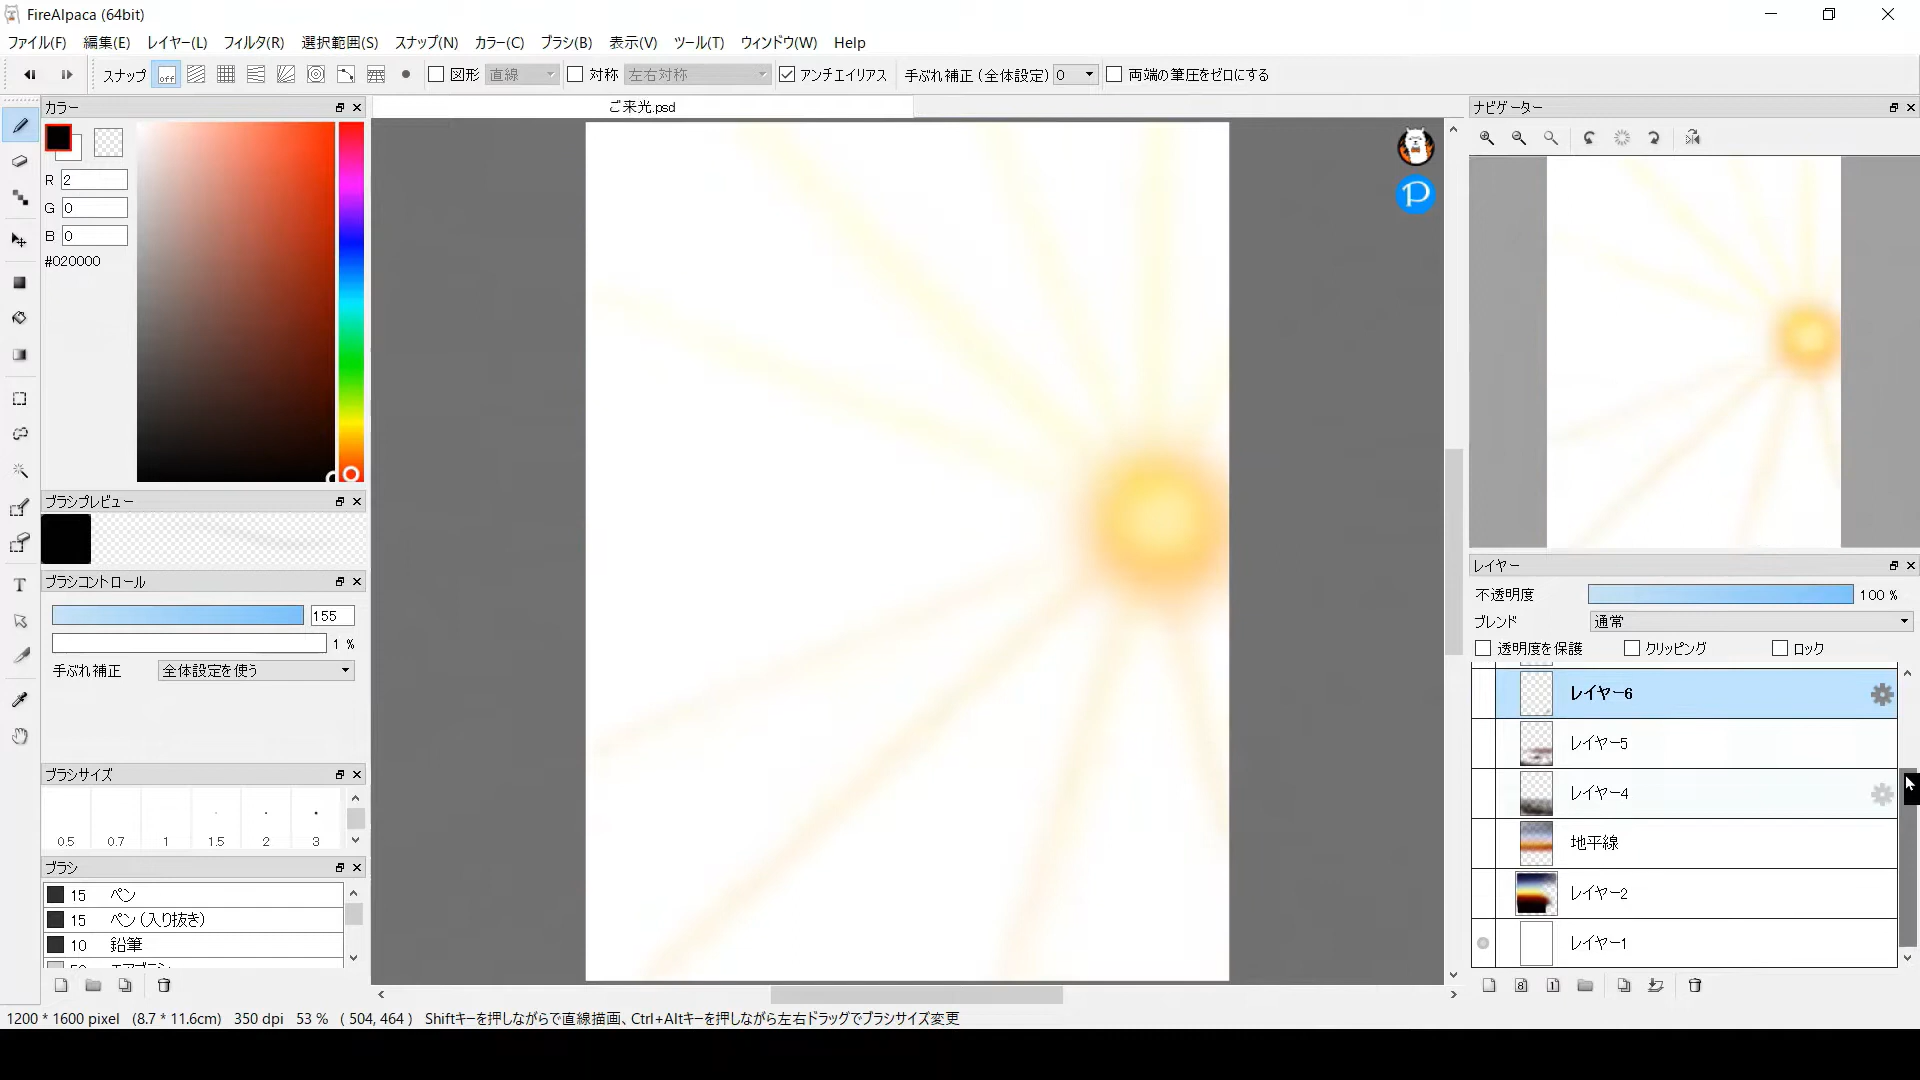 FireAlpaca (64bit)
ファイル(F) 編集(E) レイヤー(L) フィルタ(R) 選択範囲(S) スナップ(N) カラー(C) ブラシ(B) 表示(V) ツール(T) ウィンドウ(W) Help
スナップ off 図形 直線 対称 左右対称 アンチエイリアス 手ぶれ補正 (全体設定) 0 両端の筆圧をゼロにする
カラー
ご来光.psd
ナビゲーター
R 2
G 0
B 0
#020000
ブラシプレビュー
ブラシコントロール
155
1 %
手ぶれ補正 全体設定を使う
ブラシサイズ
0.5 0.7 1 1.5 2 3
ブラシ
15 ペン
15 ペン (入り抜き)
10 鉛筆
T
P
レイヤー
不透明度 100 %
ブレンド 通常
透明度を保護 クリッピング ロック
レイヤー6
レイヤー5
レイヤー4
地平線
レイヤー2
レイヤー1
1200 * 1600 pixel (8.7 * 11.6cm) 350 dpi 53 % ( 504, 464 ) Shiftキーを押しながらで直線描画、Ctrl+Altキーを押しながら左右ドラッグでブラシサイズ変更